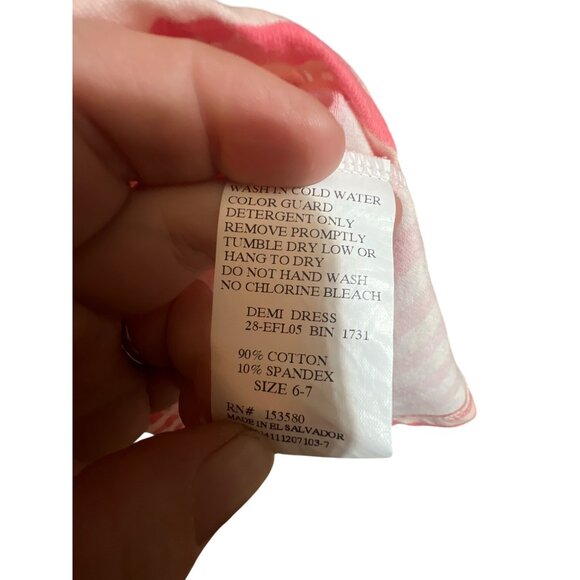 WASH IN COLD WATER
COLOR GUARD
DETERGENT ONLY
REMOVE PROMPTLY
TUMBLE DRY LOW OR
HANG TO DRY
DO NOT HAND WASH
NO CHLORINE BLEACH
DEMI DRESS
28-EFL05 BIN 1731
90% COTTON
10% SPANDEX
SIZE 6-7
RN# 153580
MADE IN EL SALVADOR